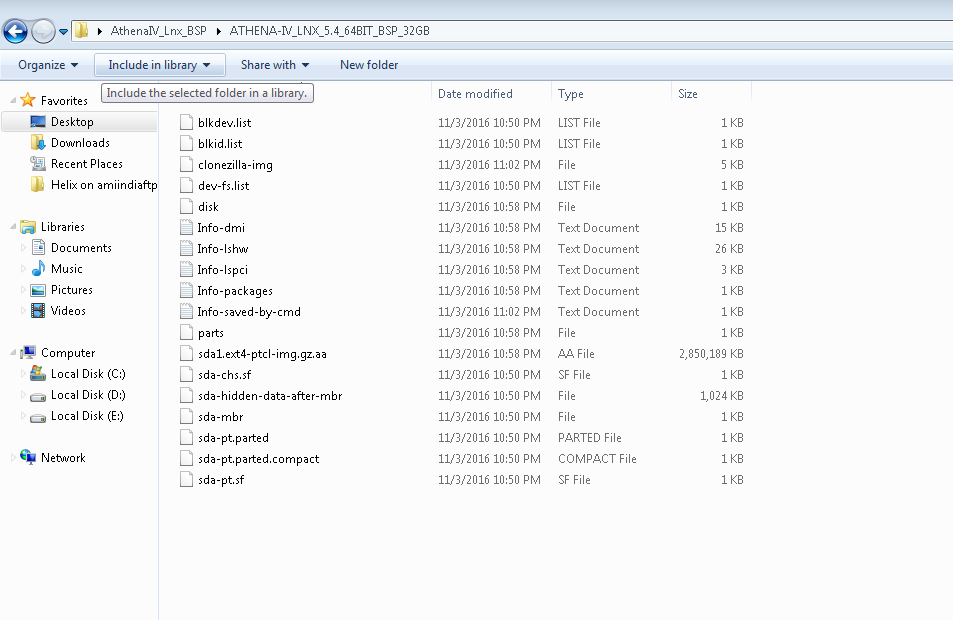 AthenaIV_Lnx_BSP ATHENA-IV_LNX_5.4_64BIT_BSP_32GB
Organize Include in library Share with New folder
Include the selected folder in a library.
Date modified Type Size
Favorites
Desktop
Downloads
Recent Places
Helix on amiindiaftp
Libraries
Documents
Music
Pictures
Videos
Computer
Local Disk (C:)
Local Disk (D:)
Local Disk (E:)
Network
blkdev.list 11/3/2016 10:50 PM LIST File 1 KB
blkid.list 11/3/2016 10:50 PM LIST File 1 KB
clonezilla-img 11/3/2016 11:02 PM File 5 KB
dev-fs.list 11/3/2016 10:50 PM LIST File 1 KB
disk 11/3/2016 10:58 PM File 1 KB
Info-dmi 11/3/2016 10:58 PM Text Document 15 KB
Info-lshw 11/3/2016 10:58 PM Text Document 26 KB
Info-lspci 11/3/2016 10:58 PM Text Document 3 KB
Info-packages 11/3/2016 10:58 PM Text Document 1 KB
Info-saved-by-cmd 11/3/2016 11:02 PM Text Document 1 KB
parts 11/3/2016 10:58 PM File 1 KB
sda1.ext4-ptcl-img.gz.aa 11/3/2016 10:58 PM AA File 2,850,189 KB
sda-chs.sf 11/3/2016 10:50 PM SF File 1 KB
sda-hidden-data-after-mbr 11/3/2016 10:50 PM File 1,024 KB
sda-mbr 11/3/2016 10:50 PM File 1 KB
sda-pt.parted 11/3/2016 10:50 PM PARTED File 1 KB
sda-pt.parted.compact 11/3/2016 10:50 PM COMPACT File 1 KB
sda-pt.sf 11/3/2016 10:50 PM SF File 1 KB